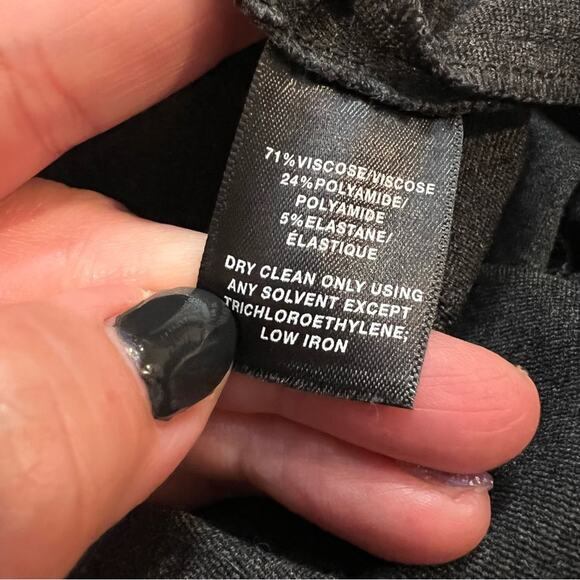 71%VISCOSE/VISCOSE
24%POLYAMIDE/
POLYAMIDE
5%ELASTANE/
ÉLASTIQUE
DRY CLEAN ONLY USING
ANY SOLVENT EXCEPT
TRICHLOROETHYLENE;
LOW IRON